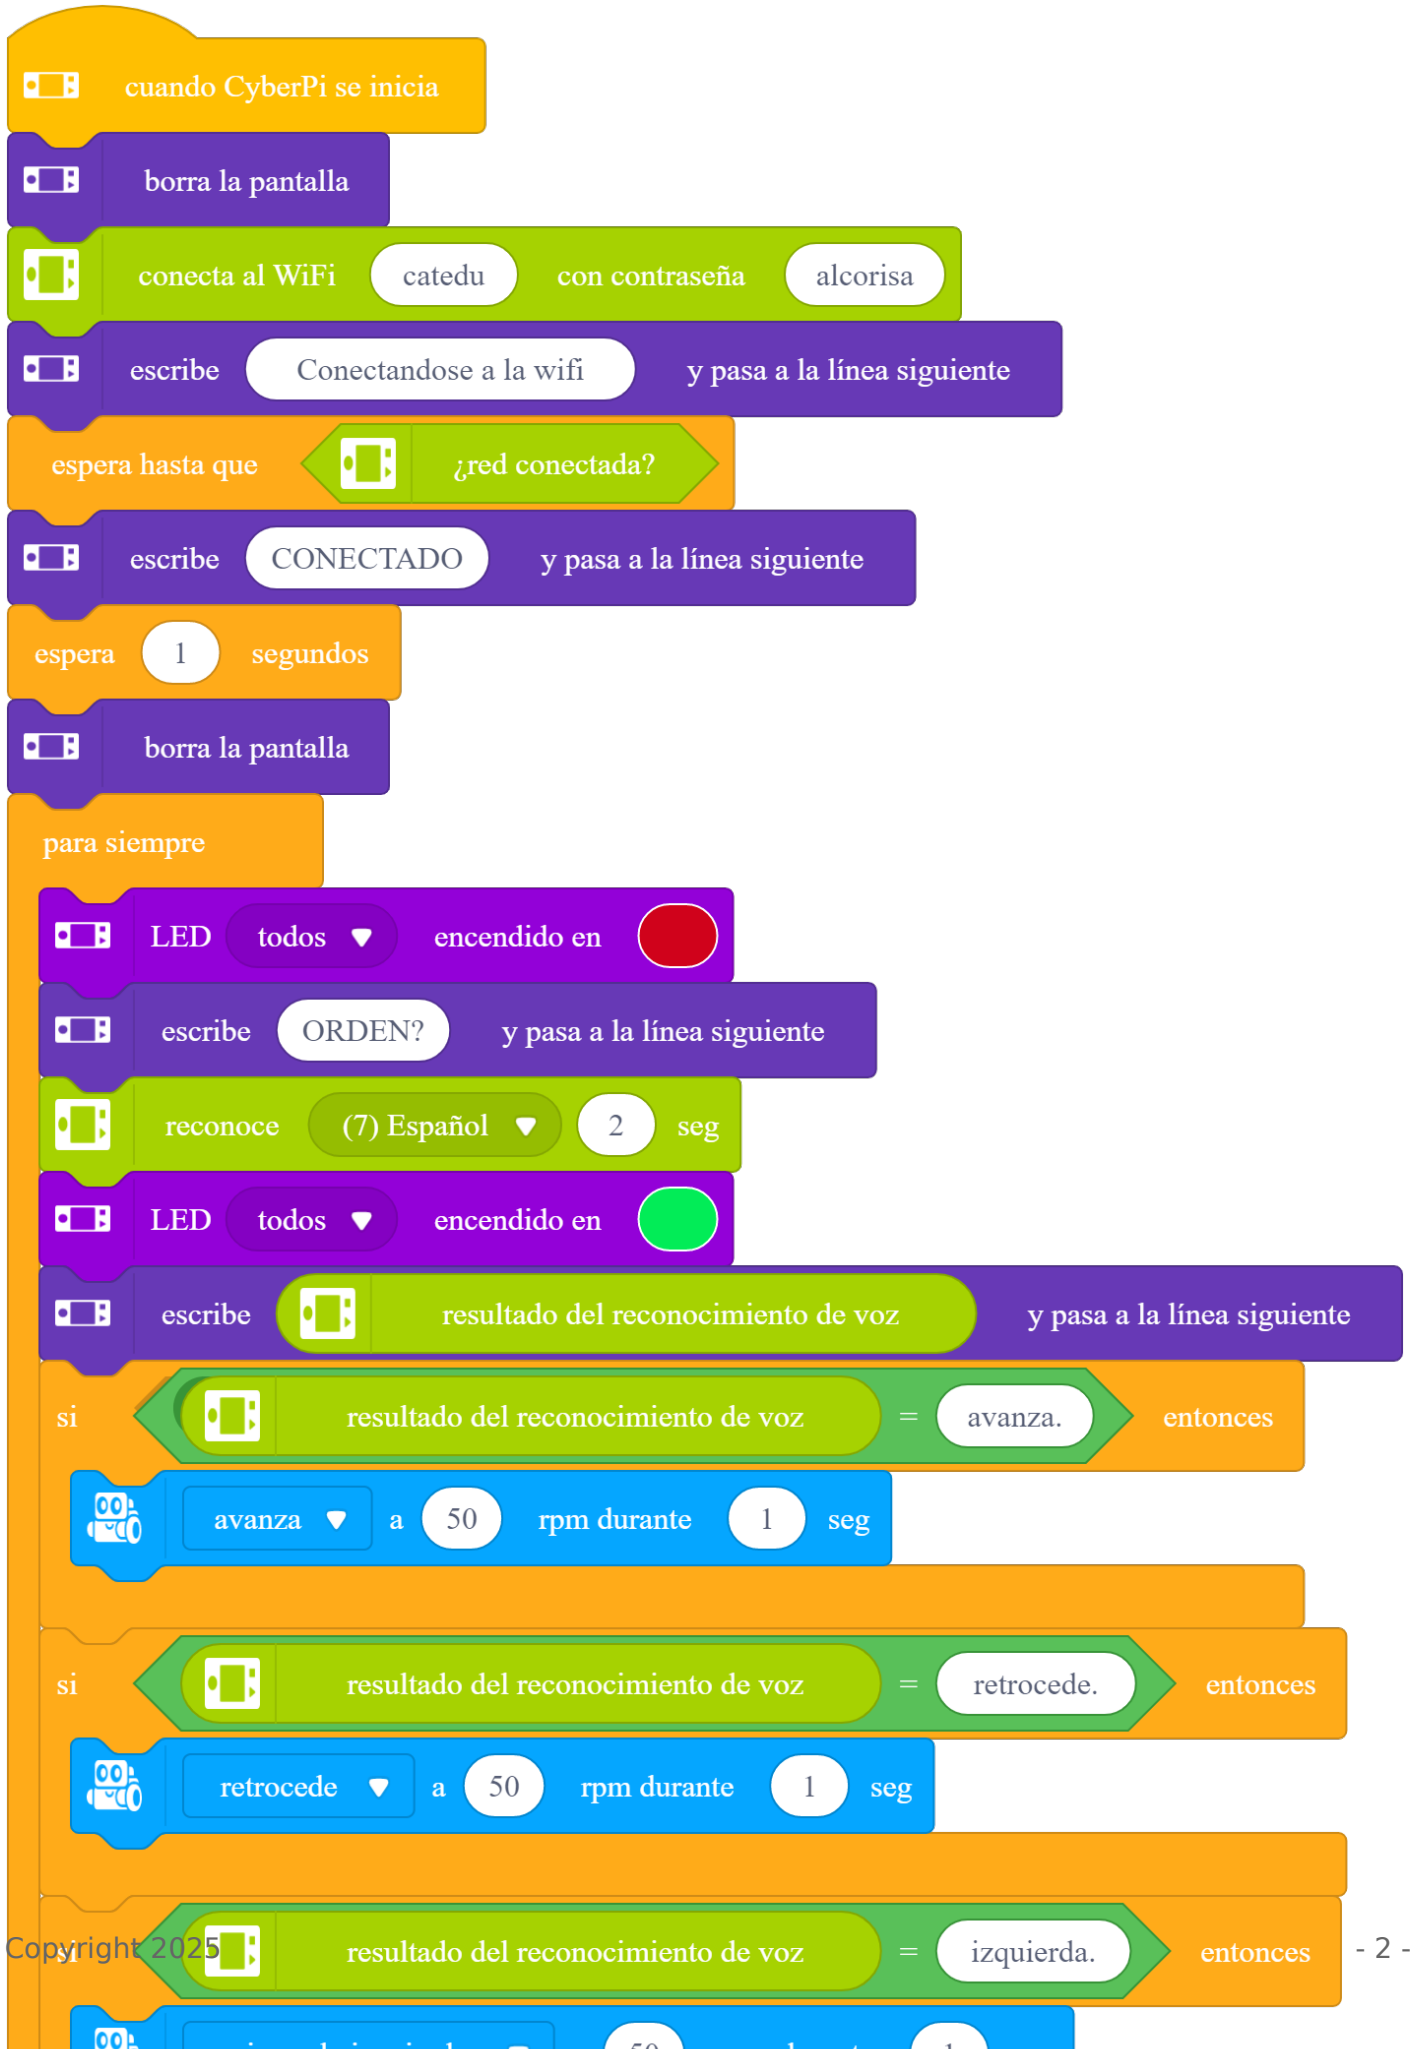 cuando CyberPi se inicia
borra la pantalla
conecta al WiFi catedu con contraseña alcorisa
escribe Conectandose a la wifi y pasa a la línea siguiente
espera hasta que ¿red conectada?
escribe CONECTADO y pasa a la línea siguiente
espera 1 segundos
borra la pantalla
para siempre
LED todos encendido en
escribe ORDEN? y pasa a la línea siguiente
reconoce (7) Español 2 seg
LED todos encendido en
escribe resultado del reconocimiento de voz y pasa a la línea siguiente
si resultado del reconocimiento de voz = avanza. entonces
avanza a 50 rpm durante 1 seg
si resultado del reconocimiento de voz = retrocede. entonces
retrocede a 50 rpm durante 1 seg
si resultado del reconocimiento de voz = izquierda. entonces
Copyright 2025 - 2 -